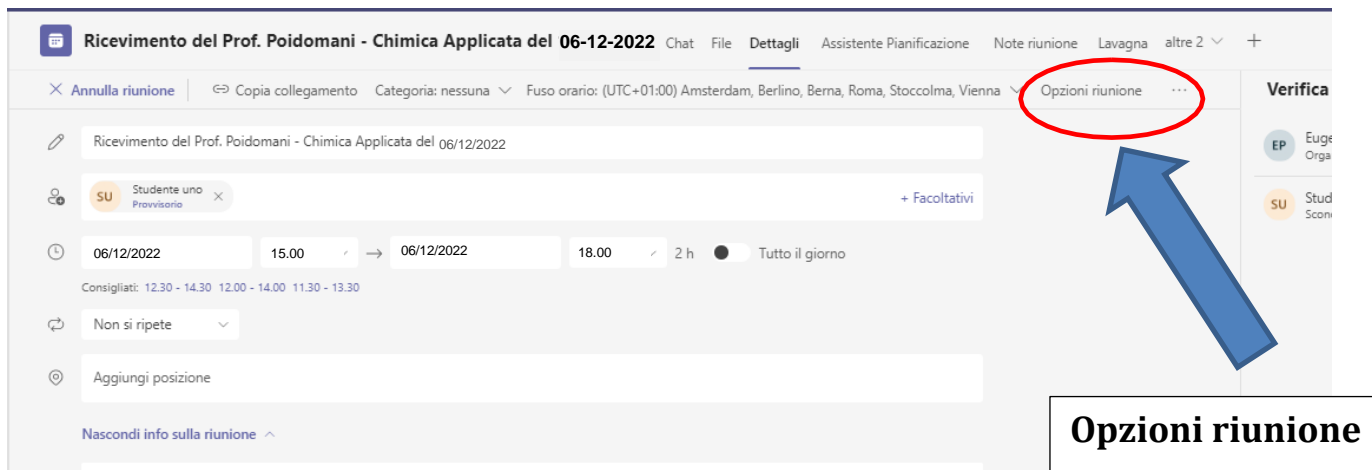 Ricevimento del Prof. Poidomani - Chimica Applicata del 06-12-2022 Chat File Dettagli Assistente Pianificazione Note riunione Lavagna altre 2 +
Annulla riunione Copia collegamento Categoria: nessuna Fuso orario: (UTC+01:00) Amsterdam, Berlino, Berna, Roma, Stoccolma, Vienna Opzioni riunione ... Verifica
Ricevimento del Prof. Poidomani - Chimica Applicata del 06/12/2022
EP Euge
Orga
SU Studente uno
Provvisorio
+ Facoltativi
SU Stud
Scon
06/12/2022 15.00 → 06/12/2022 18.00 2 h Tutto il giorno
Consigliati: 12.30 - 14.30 12.00 - 14.00 11.30 - 13.30
Non si ripete
Aggiungi posizione
Nascondi info sulla riunione
Opzioni riunione